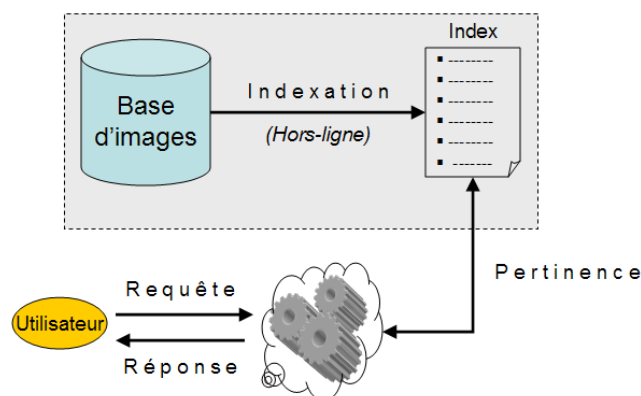 Index
Base
d'images
Indexation
(Hors-ligne)
Pertinence
Requête
Utilisateur
Réponse